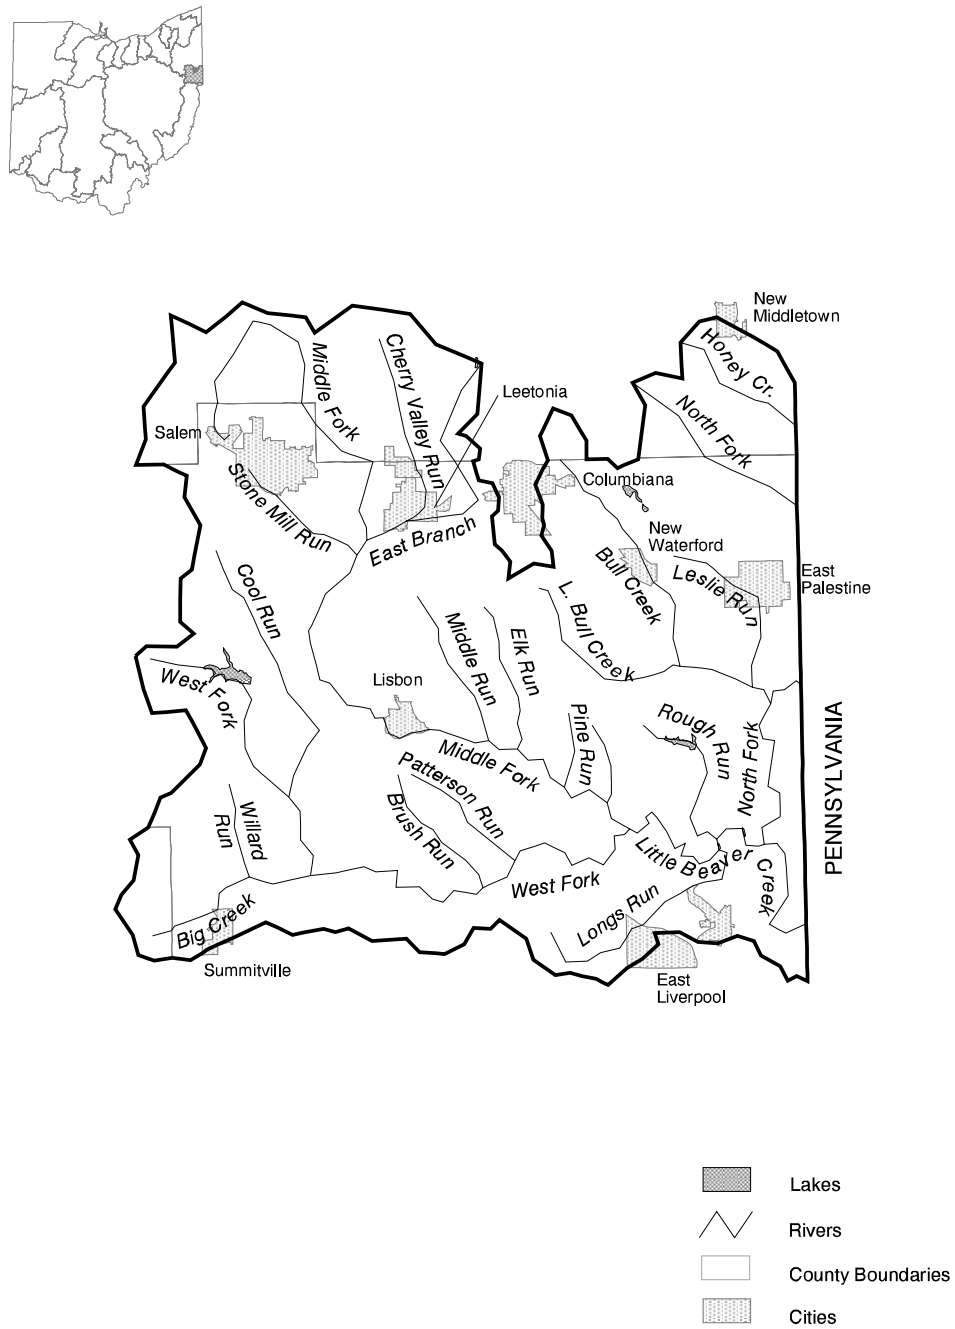 New
Middletown
Honey Cr.
Middle Fork
Cherry Valley Run
Leetonia
North Fork
Salem
Columbiana
Stone Mill Run
East Branch
New
Waterford
Bull Creek
Leslie Run
East
Palestine
Cool Run
L. Bull Creek
Middle Run
Elk Run
West Fork
Lisbon
Pine Run
Rough Run
North Fork
PENNSYLVANIA
Middle Fork
Patterson Run
Brush Run
Willard
Run
Little Beaver
Creek
West Fork
Longs Run
Big Creek
Summitville
East
Liverpool
Lakes
Rivers
County Boundaries
Cities